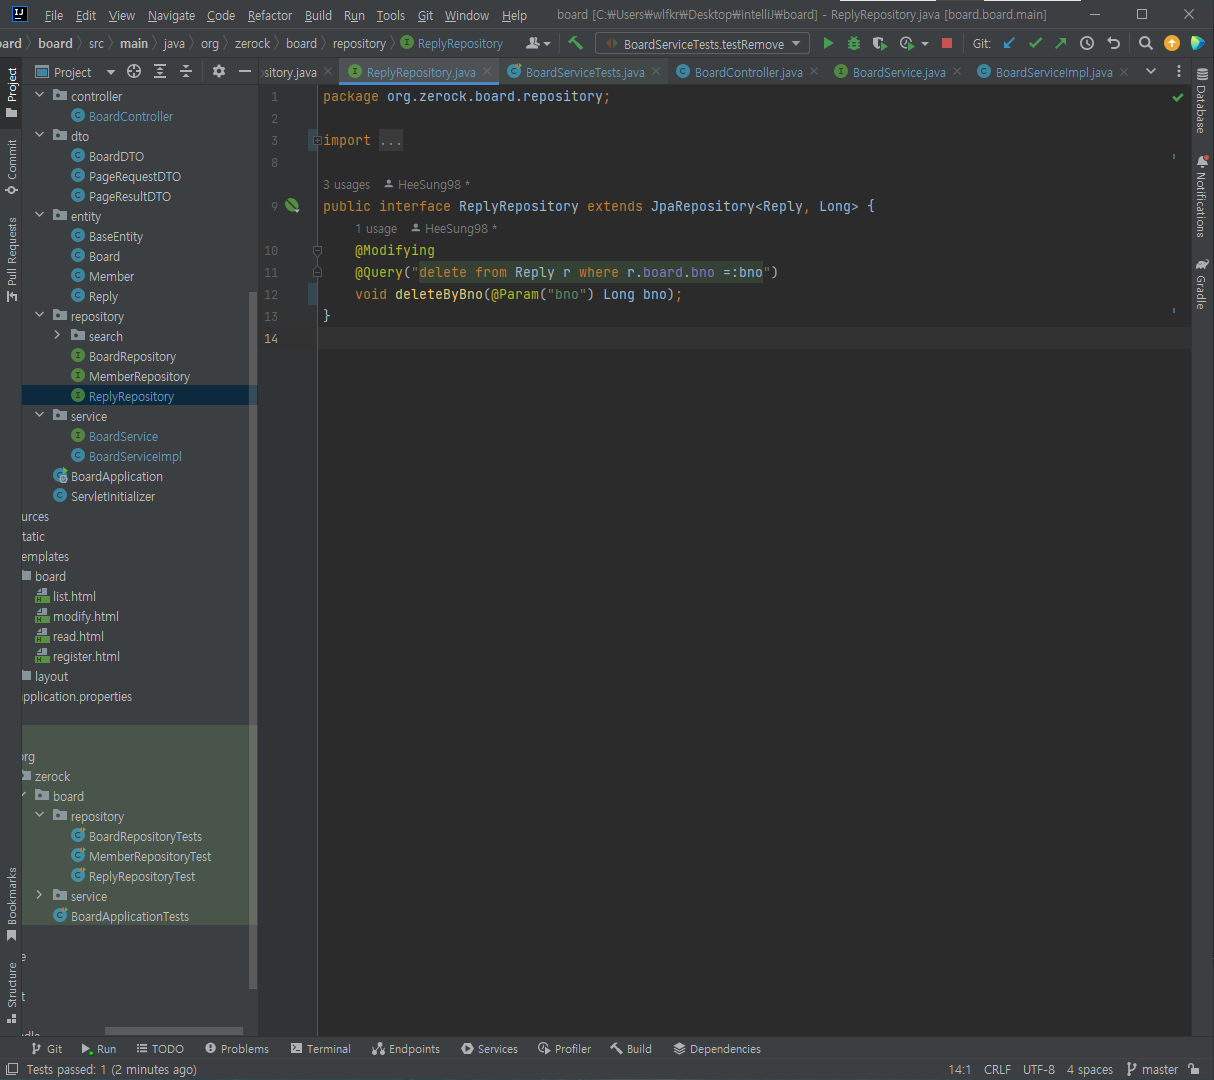 File Edit View Navigate Code Refactor Build Run Tools Git Window Help board [C:₩Users₩wlfkr₩Desktop₩IntelliJ₩board] - ReplyRepository.java [board.board.main]
oard board src main java org zerock board repository ReplyRepository BoardServiceTests.testRemove Git:
Project ository.java ReplyRepository.java BoardServiceTests.java BoardController.java BoardService.java BoardServiceImpl.java
Project
Commit
Pull Requests
Bookmarks
Structure
controller
BoardController
dto
BoardDTO
PageRequestDTO
PageResultDTO
entity
BaseEntity
Board
Member
Reply
repository
search
BoardRepository
MemberRepository
ReplyRepository
service
BoardService
BoardServiceImpl
BoardApplication
ServletInitializer
urces
tatic
emplates
board
list.html
modify.html
read.html
register.html
layout
pplication.properties
org
zerock
board
repository
BoardRepositoryTests
MemberRepositoryTest
ReplyRepositoryTest
service
BoardApplicationTests
e
t
dle
1 package org.zerock.board.repository;
2
3 import ...
8
3 usages HeeSung98 *
9 public interface ReplyRepository extends JpaRepository<Reply, Long> {
1 usage HeeSung98 *
10 @Modifying
11 @Query("delete from Reply r where r.board.bno =:bno")
12 void deleteByBno(@Param("bno") Long bno);
13 }
14
Database
Notifications
Gradle
Git Run TODO Problems Terminal Endpoints Services Profiler Build Dependencies
Tests passed: 1 (2 minutes ago) 14:1 CRLF UTF-8 4 spaces master